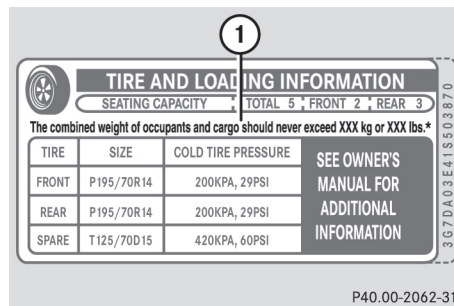 1
TIRE AND LOADING INFORMATION
SEATING CAPACITY TOTAL 5 FRONT 2 REAR 3
The combined weight of occupants and cargo should never exceed XXX kg or XXX lbs.*
TIRE SIZE COLD TIRE PRESSURE SEE OWNER'S MANUAL FOR ADDITIONAL INFORMATION
FRONT P195/70R14 200KPA, 29PSI
REAR P195/70R14 200KPA, 29PSI
SPARE T125/70D15 420KPA, 60PSI
3G7DA03E41S503870
P40.00-2062-31